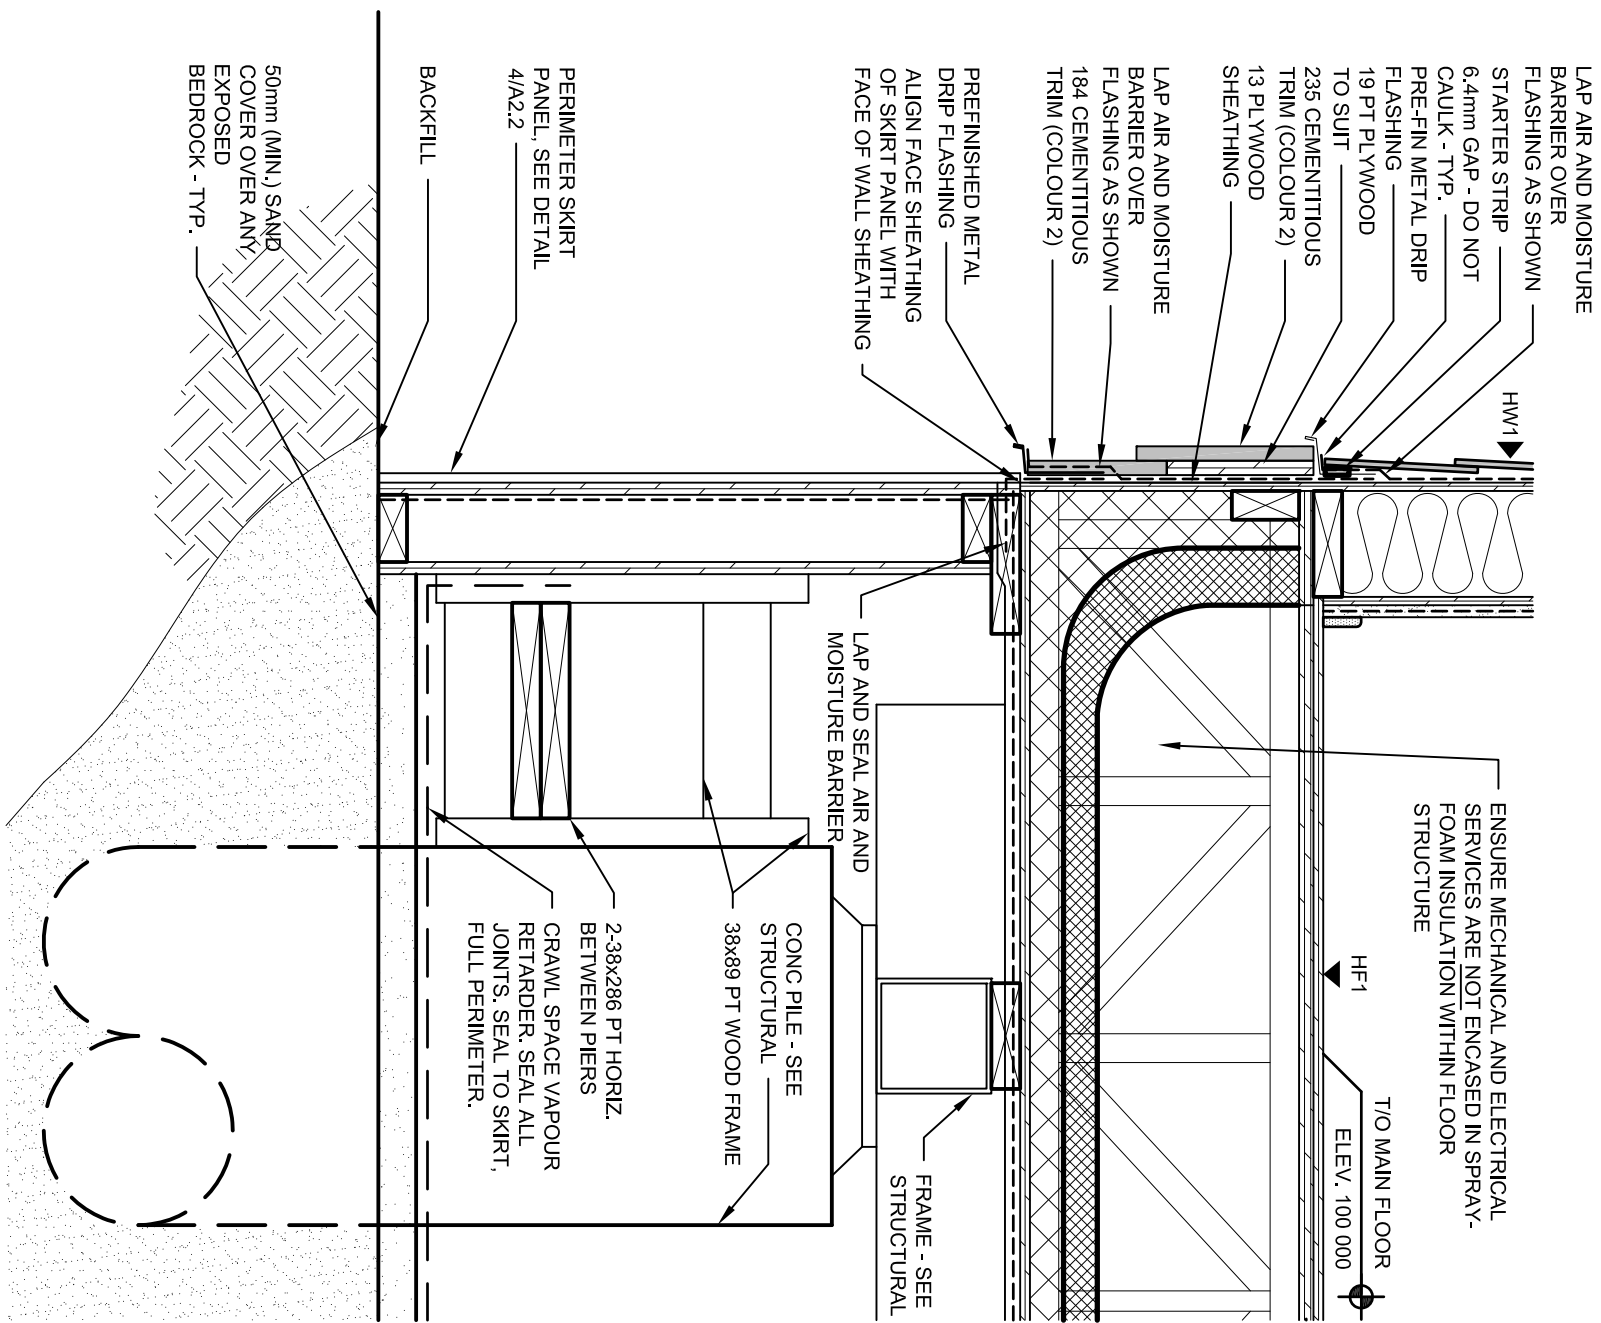 LAP AIR AND MOISTURE
BARRIER OVER
FLASHING AS SHOWN
STARTER STRIP
6.4mm GAP - DO NOT
CAULK - TYP.
PRE-FIN METAL DRIP
FLASHING
19 PT PLYWOOD
TO SUIT
235 CEMENTITIOUS
TRIM (COLOUR 2)
13 PLYWOOD
SHEATHING
LAP AIR AND MOISTURE
BARRIER OVER
FLASHING AS SHOWN
184 CEMENTITIOUS
TRIM (COLOUR 2)
PREFINISHED METAL
DRIP FLASHING
ALIGN FACE SHEATHING
OF SKIRT PANEL WITH
FACE OF WALL SHEATHING
PERIMETER SKIRT
PANEL, SEE DETAIL
4/A2.2
BACKFILL
50mm (MIN.) SAND
COVER OVER ANY
EXPOSED
BEDROCK - TYP.
HW1
ENSURE MECHANICAL AND ELECTRICAL
SERVICES ARE NOT ENCASED IN SPRAY-
FOAM INSULATION WITHIN FLOOR
STRUCTURE
HF1
T/O MAIN FLOOR
ELEV. 100 000
LAP AND SEAL AIR AND
MOISTURE BARRIER
FRAME - SEE
STRUCTURAL
CONC PILE - SEE
STRUCTURAL
38x89 PT WOOD FRAME
2-38x286 PT HORIZ.
BETWEEN PIERS
CRAWL SPACE VAPOUR
RETARDER. SEAL ALL
JOINTS. SEAL TO SKIRT,
FULL PERIMETER.